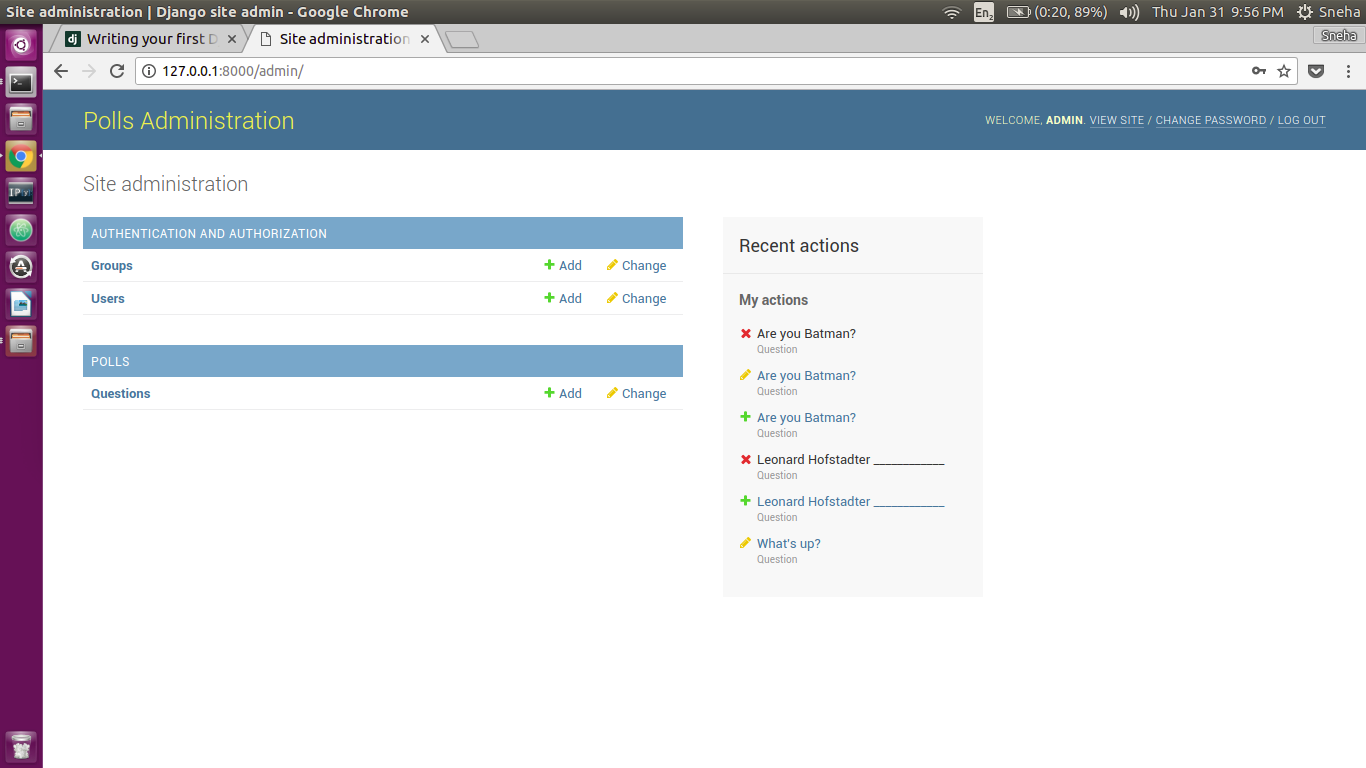 Site administration | Django site admin - Google Chrome
En2 (0:20, 89%) Thu Jan 31 9:56 PM Sneha
dj Writing your first D Site administration Sneha
127.0.0.1:8000/admin/
Polls Administration
WELCOME, ADMIN. VIEW SITE / CHANGE PASSWORD / LOG OUT
Site administration
AUTHENTICATION AND AUTHORIZATION
Groups Add Change
Users Add Change
POLLS
Questions Add Change
Recent actions
My actions
Are you Batman?
Question
Are you Batman?
Question
Are you Batman?
Question
Leonard Hofstadter ____________
Question
Leonard Hofstadter ____________
Question
What's up?
Question